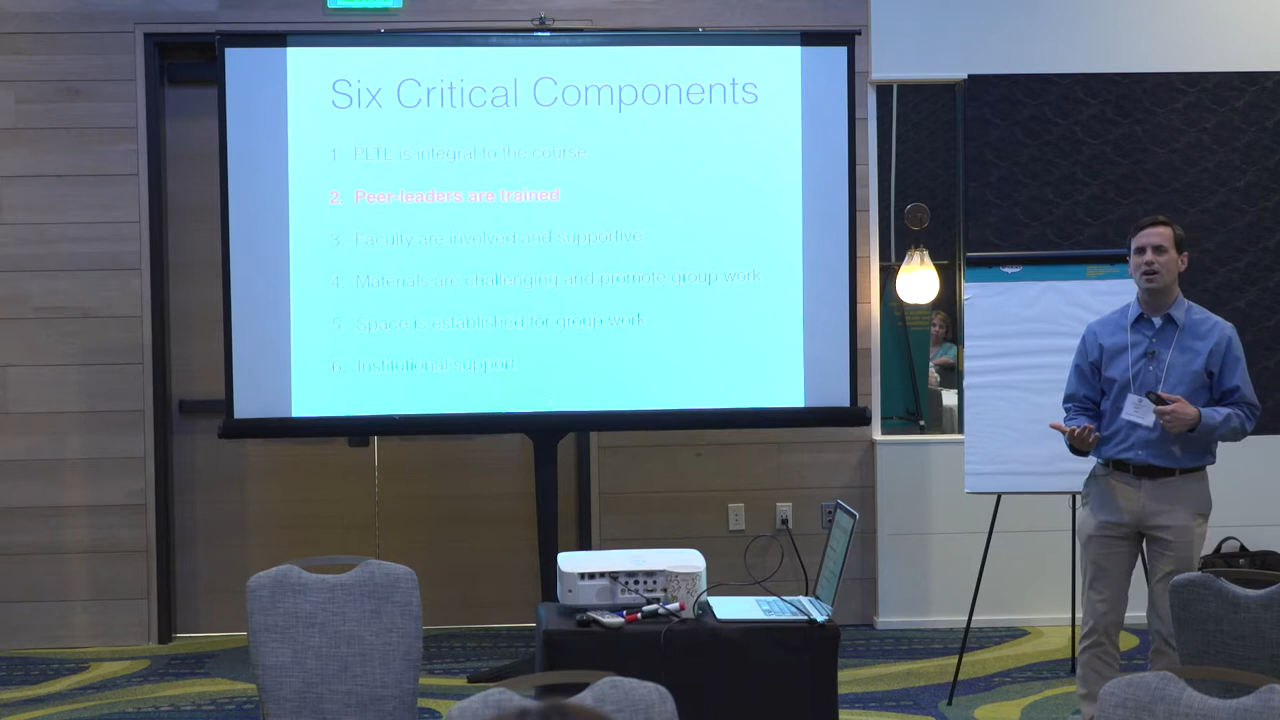 Six Critical Components
1. PLTL is integral to the course
2. Peer-leaders are trained
3. Faculty are involved and supportive
4. Materials are challenging and promote group work
5. Space is established for group work
6. Institutional support